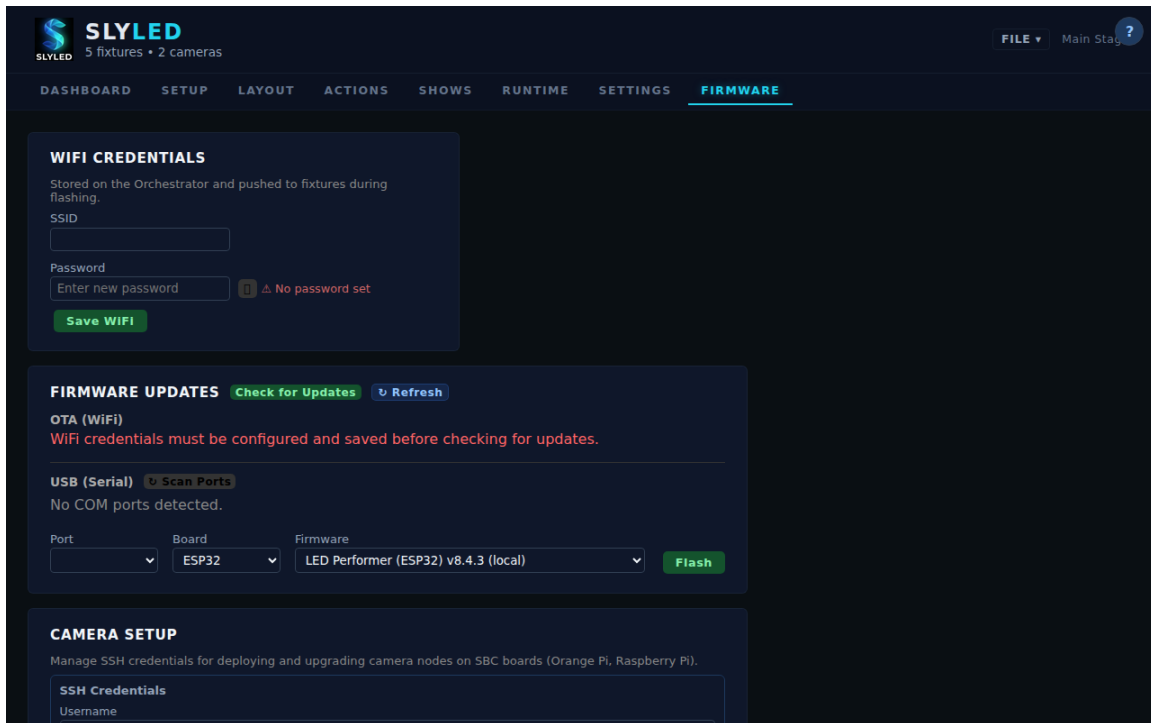 SLYLED
SLYLED
5 fixtures • 2 cameras
FILE ▾
Main Stag
?
DASHBOARD
SETUP
LAYOUT
ACTIONS
SHOWS
RUNTIME
SETTINGS
FIRMWARE
WIFI CREDENTIALS
Stored on the Orchestrator and pushed to fixtures during
flashing.
SSID
Password
Enter new password
⚠ No password set
Save WiFi
FIRMWARE UPDATES
Check for Updates
↻ Refresh
OTA (WiFi)
WiFi credentials must be configured and saved before checking for updates.
USB (Serial)
↻ Scan Ports
No COM ports detected.
Port
Board
Firmware
ESP32
LED Performer (ESP32) v8.4.3 (local)
Flash
CAMERA SETUP
Manage SSH credentials for deploying and upgrading camera nodes on SBC boards (Orange Pi, Raspberry Pi).
SSH Credentials
Username